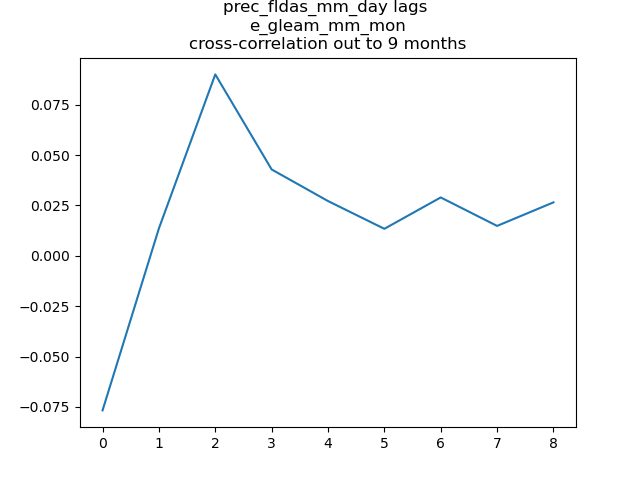 prec_fldas_mm_day lags
e_gleam_mm_mon
cross-correlation out to 9 months
0.075
0.050
0.025
0.000
−0.025
−0.050
−0.075
0 1 2 3 4 5 6 7 8